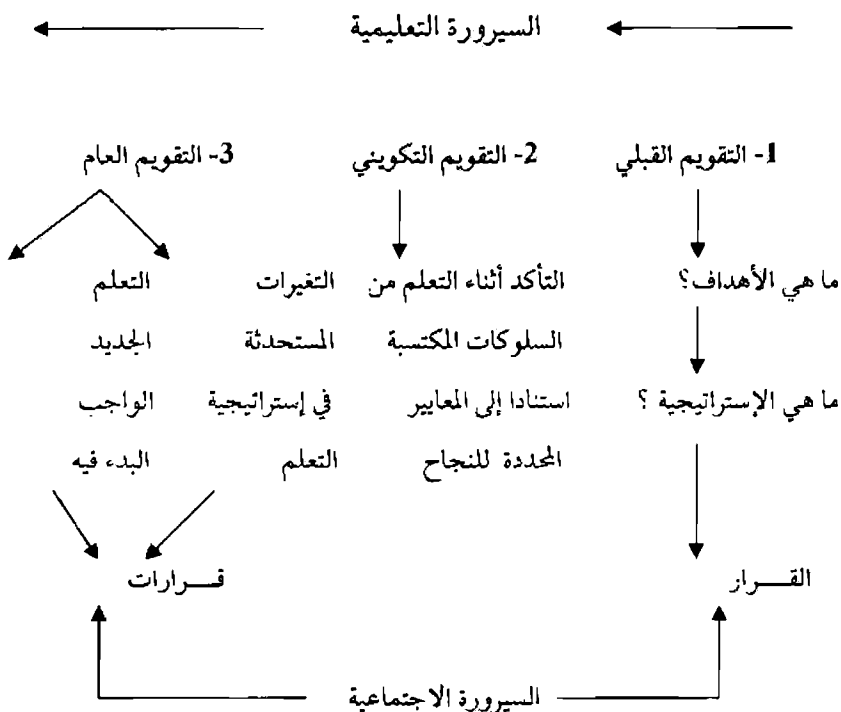 السيرورة التعليمية
1- التقويم القبلي
2- التقويم التكويني
3- التقويم العام
ما هي الأهداف؟
ما هي الإستراتيجية ؟
القــــرار
التأكد أثناء التعلم من
السلوكات المكتسبة
استنادا إلى المعايير
المحددة للنجاح
التغيرات
المستحدثة
في إستراتيجية
التعلم
التعلم
الجديد
الواجب
البدء فيه
قــــرارات
السيرورة الاجتماعية